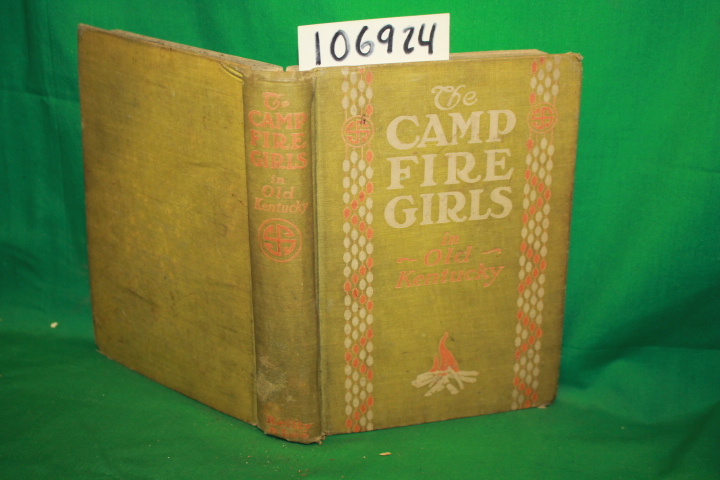 106924
The
CAMP
FIRE
GIRLS
in
Old
Kentucky
The
CAMP
FIRE
GIRLS
in
Old
Kentucky